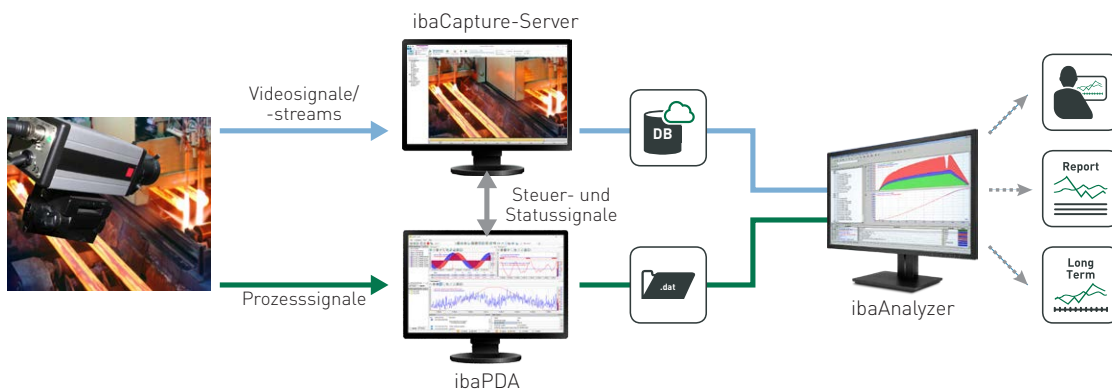 ibaCapture-Server
Videosignale/
-streams
DB
Steuer- und
Statussignale
Prozesssignale
.dat
ibaPDA
ibaAnalyzer
Report
Long
Term